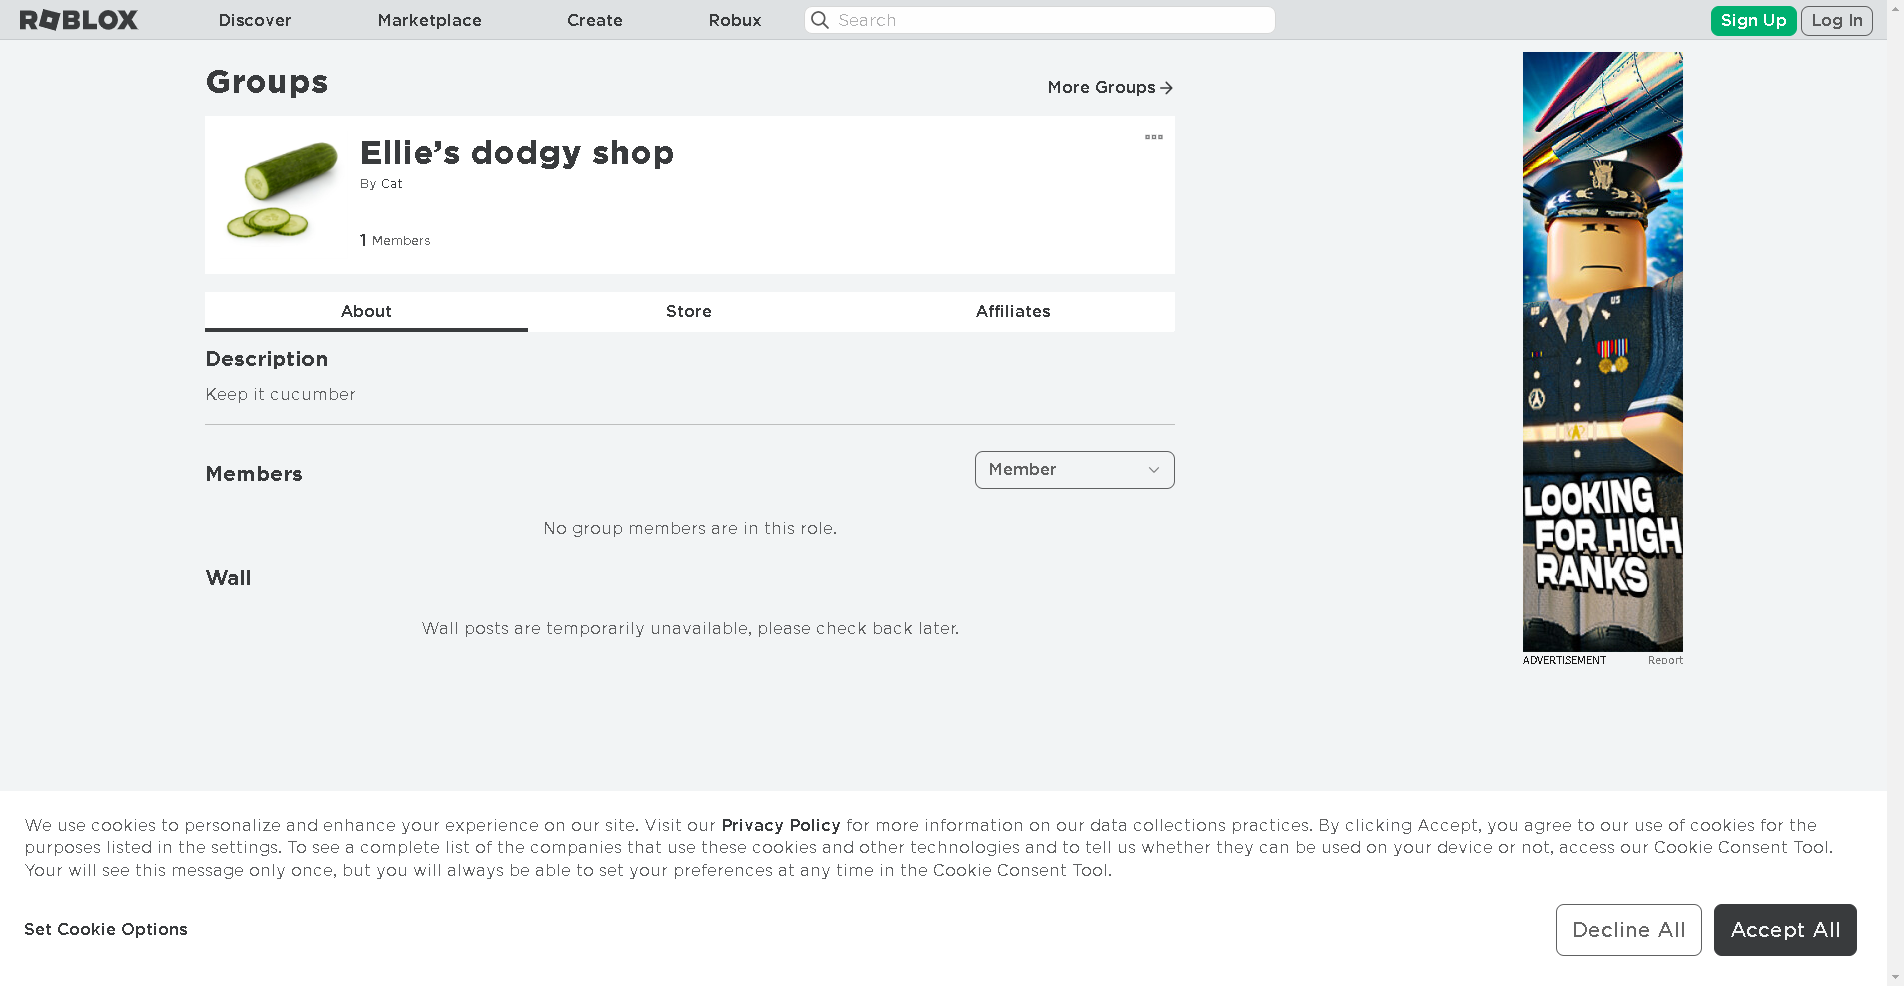 ROBLOX
Discover
Marketplace
Create
Robux
Search
Sign Up
Log In
Groups
More Groups
Ellie’s dodgy shop
By Cat
1 Members
About
Store
Affiliates
Description
Keep it cucumber
Members
Member
No group members are in this role.
Wall
Wall posts are temporarily unavailable, please check back later.
US
US
LOOKING
FOR HIGH
RANKS
ADVERTISEMENT
Report
We use cookies to personalize and enhance your experience on our site. Visit our Privacy Policy for more information on our data collections practices. By clicking Accept, you agree to our use of cookies for the
purposes listed in the settings. To see a complete list of the companies that use these cookies and other technologies and to tell us whether they can be used on your device or not, access our Cookie Consent Tool.
Your will see this message only once, but you will always be able to set your preferences at any time in the Cookie Consent Tool.
Set Cookie Options
Decline All
Accept All